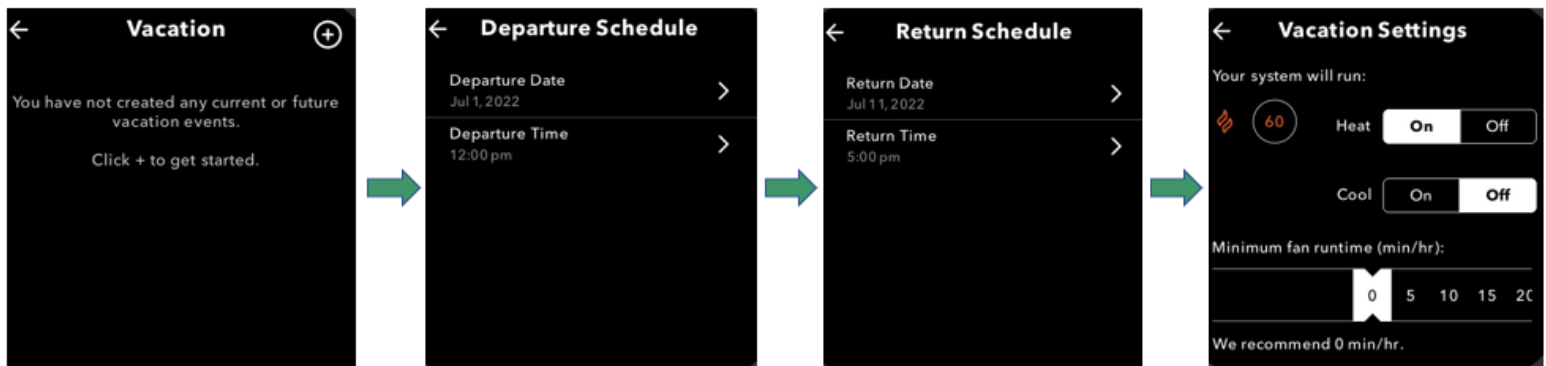 Vacation
You have not created any current or future
vacation events.
Click + to get started.
Departure Schedule
Departure Date
Jul 1, 2022
Departure Time
12:00 pm
Return Schedule
Return Date
Jul 11, 2022
Return Time
5:00 pm
Vacation Settings
Your system will run:
60 Heat On Off
Cool On Off
Minimum fan runtime (min/hr):
0 5 10 15 20
We recommend 0 min/hr.